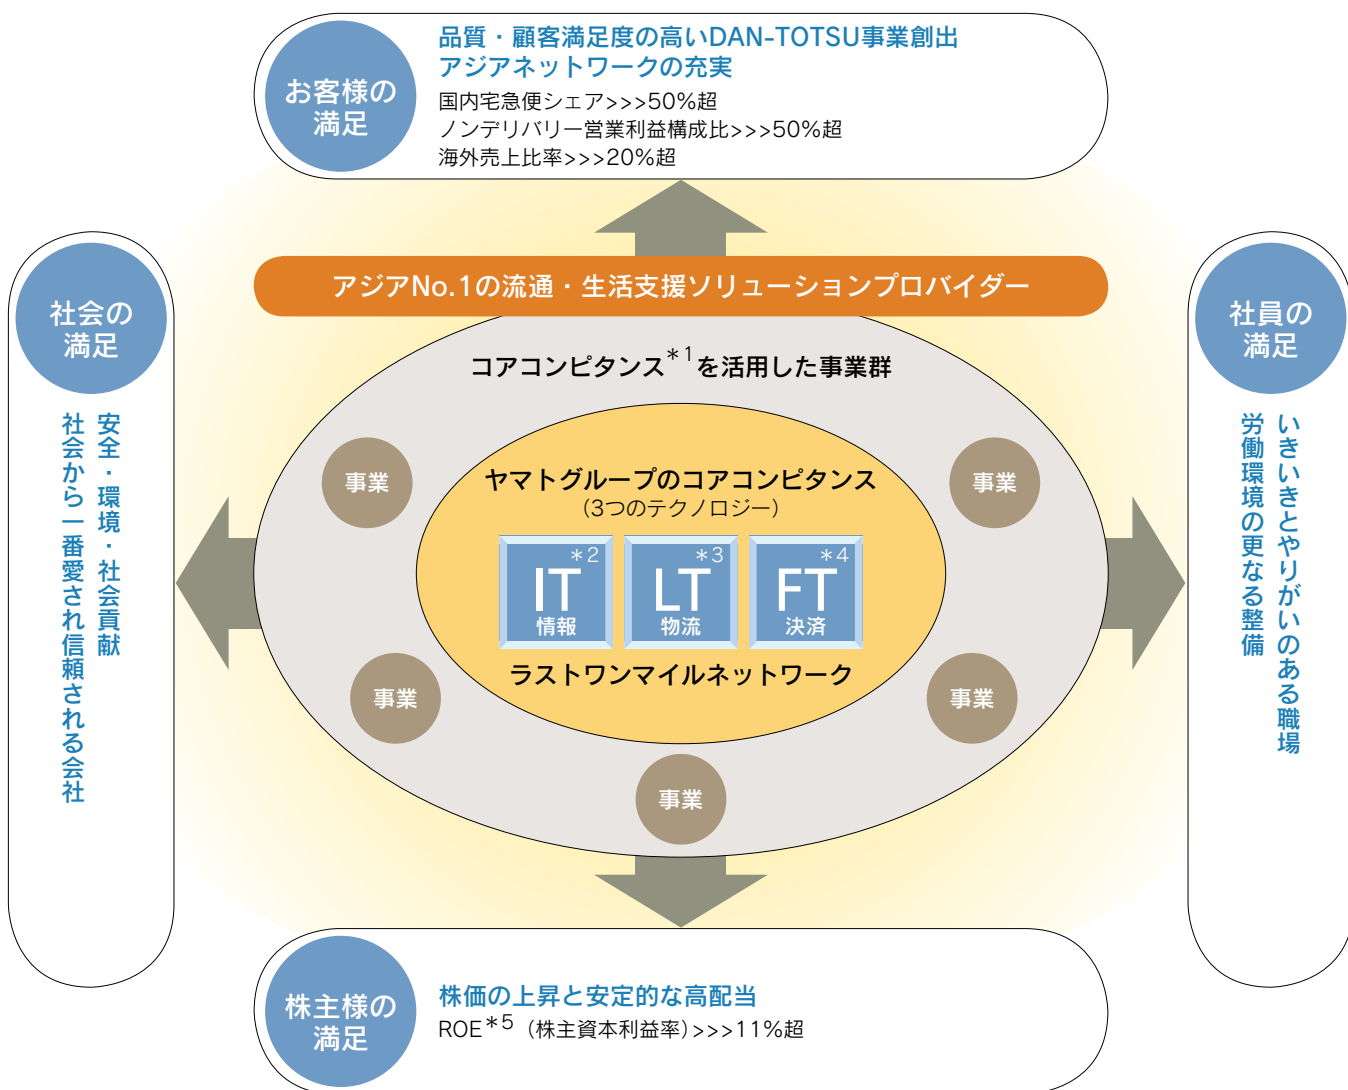 お客様の
満足
品質・顧客満足度の高いDAN-TOTSU事業創出
アジアネットワークの充実
国内宅急便シェア>>>50%超
ノンデリバリー営業利益構成比>>>50%超
海外売上比率>>>20%超
アジアNo.1の流通・生活支援ソリューションプロバイダー
社会の
満足
安全・環境・社会貢献
社会から一番愛され信頼される会社
社員の
満足
いきいきとやりがいのある職場
労働環境の更なる整備
コアコンピタンス*1を活用した事業群
事業
事業
ヤマトグループのコアコンピタンス
(3つのテクノロジー)
*2
IT
情報
*3
LT
物流
*4
FT
決済
ラストワンマイルネットワーク
事業
事業
事業
株主様の
満足
株価の上昇と安定的な高配当
ROE*5(株主資本利益率)>>>11%超